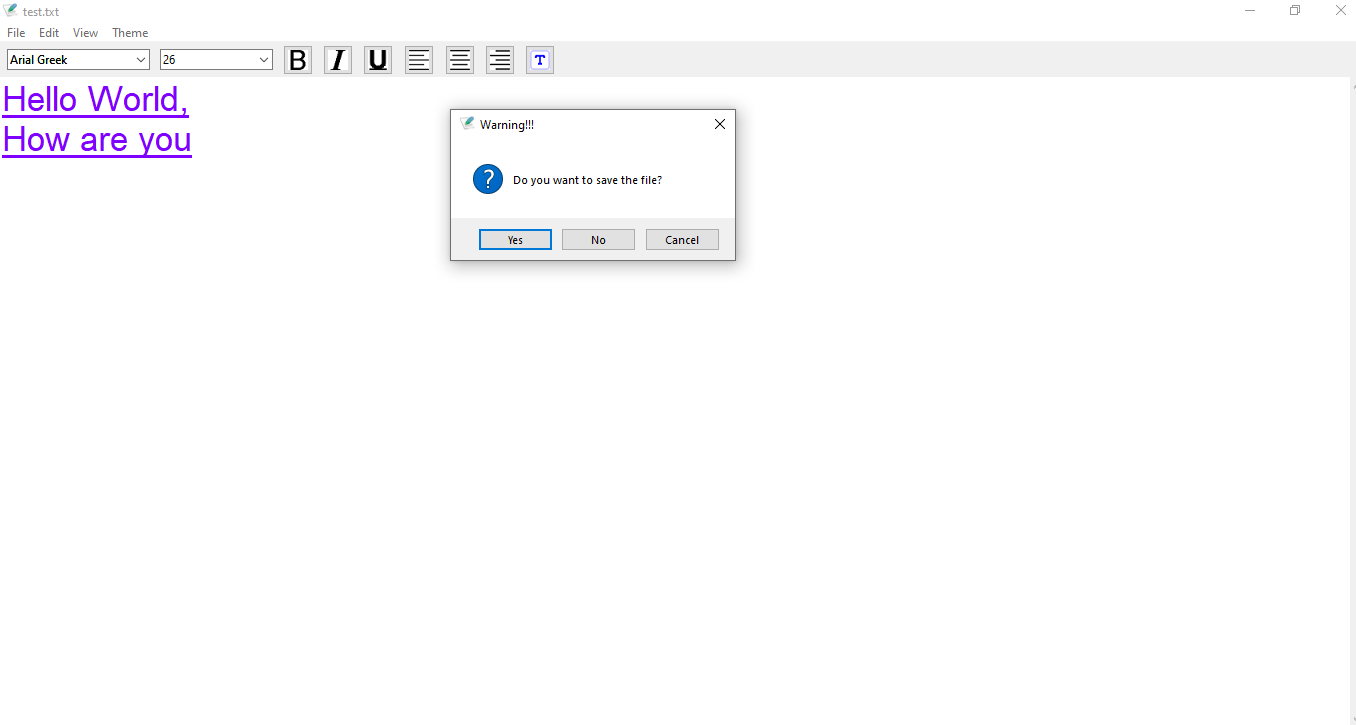 test.txt
File Edit View Theme
Arial Greek 26 B I U T
Hello World,
How are you
Warning!!!
? Do you want to save the file?
Yes No Cancel